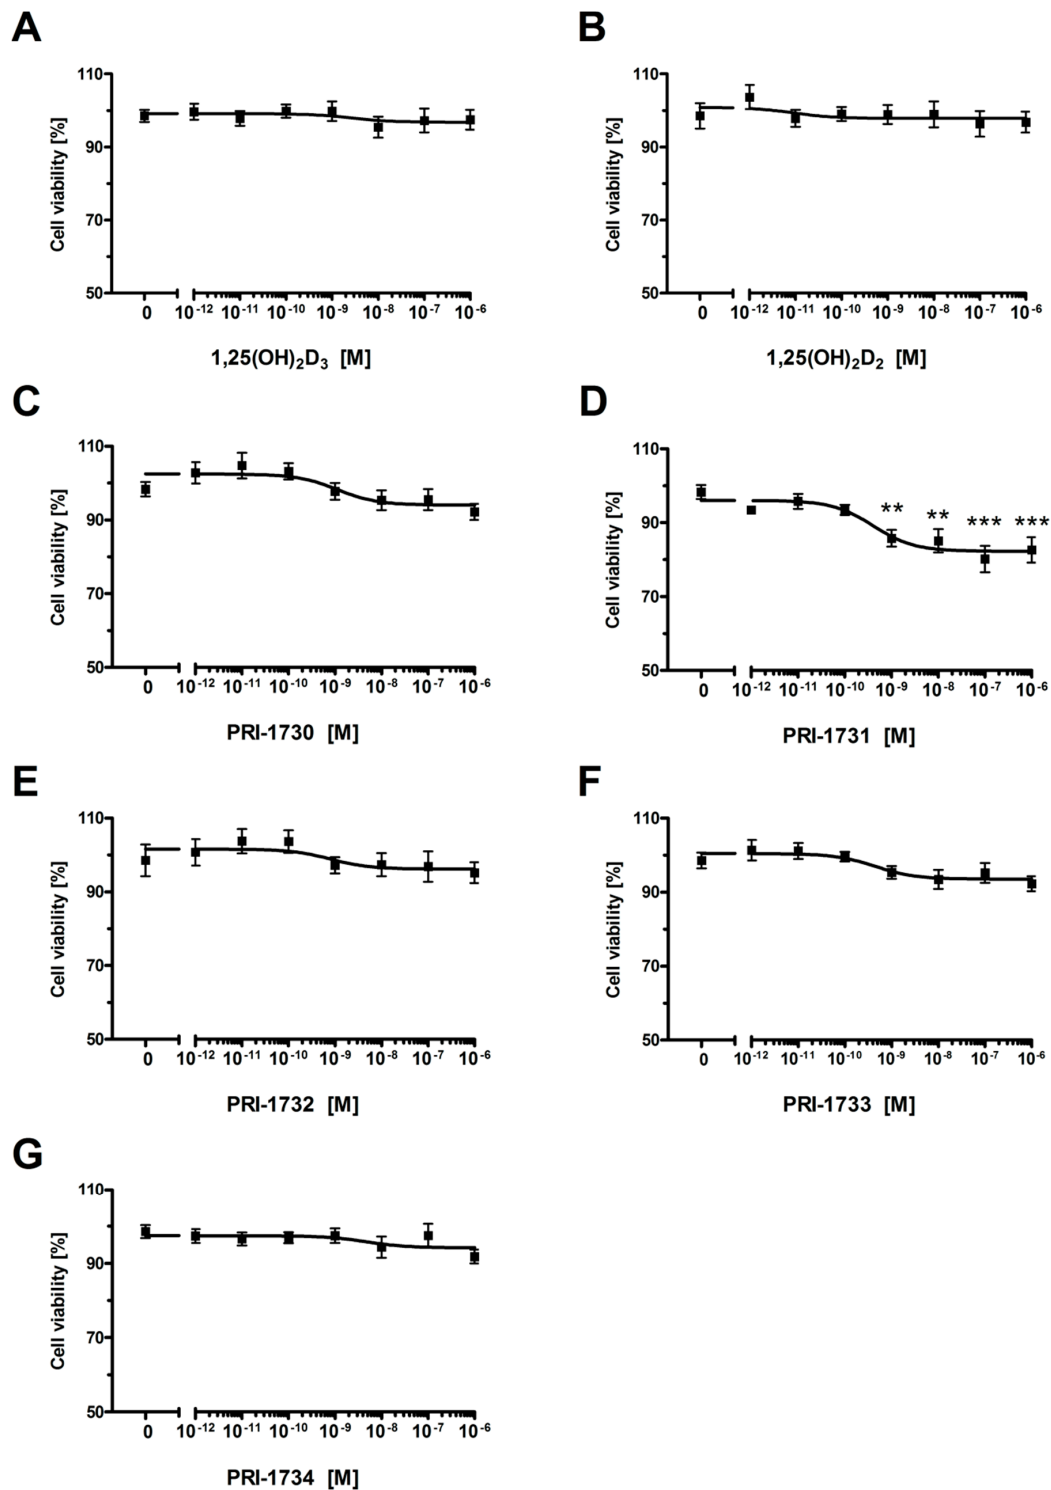 A
110
90
70
50
Cell viability [%]
0 10-12 10-11 10-10 10-9 10-8 10-7 10-6
1,25(OH)2D3 [M]
B
110
90
70
50
Cell viability [%]
0 10-12 10-11 10-10 10-9 10-8 10-7 10-6
1,25(OH)2D2 [M]
C
110
90
70
50
Cell viability [%]
0 10-12 10-11 10-10 10-9 10-8 10-7 10-6
PRI-1730 [M]
D
110
90
70
50
Cell viability [%]
** ** *** ***
0 10-12 10-11 10-10 10-9 10-8 10-7 10-6
PRI-1731 [M]
E
110
90
70
50
Cell viability [%]
0 10-12 10-11 10-10 10-9 10-8 10-7 10-6
PRI-1732 [M]
F
110
90
70
50
Cell viability [%]
0 10-12 10-11 10-10 10-9 10-8 10-7 10-6
PRI-1733 [M]
G
110
90
70
50
Cell viability [%]
0 10-12 10-11 10-10 10-9 10-8 10-7 10-6
PRI-1734 [M]